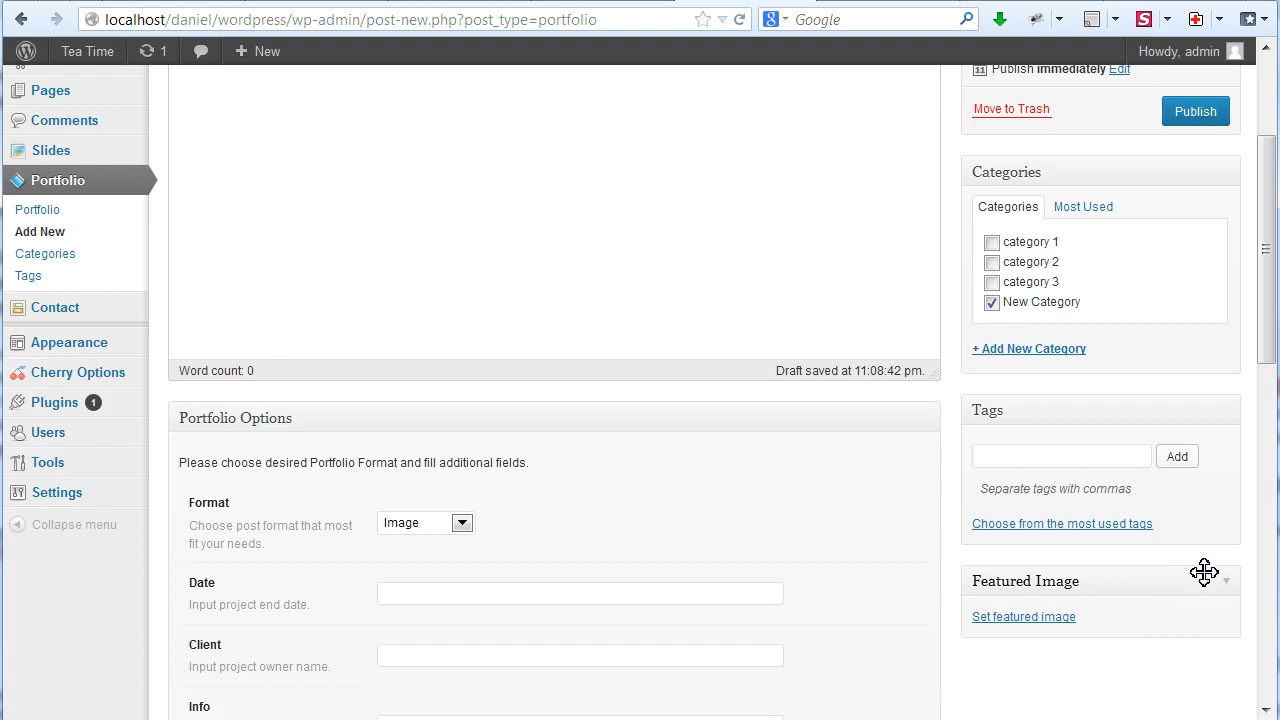 localhost/daniel/wordpress/wp-admin/post-new.php?post_type=portfolio
Google
Tea Time 1 + New Howdy, admin
Pages
Comments
Slides
Portfolio
Portfolio
Add New
Categories
Tags
Contact
Appearance
Cherry Options
Plugins 1
Users
Tools
Settings
Collapse menu
Word count: 0 Draft saved at 11:08:42 pm.
Portfolio Options
Please choose desired Portfolio Format and fill additional fields.
Format
Choose post format that most
fit your needs.
Image
Date
Input project end date.
Client
Input project owner name.
Info
Publish immediately Edit
Move to Trash
Publish
Categories
Categories Most Used
category 1
category 2
category 3
New Category
+ Add New Category
Tags
Add
Separate tags with commas
Choose from the most used tags
Featured Image
Set featured image